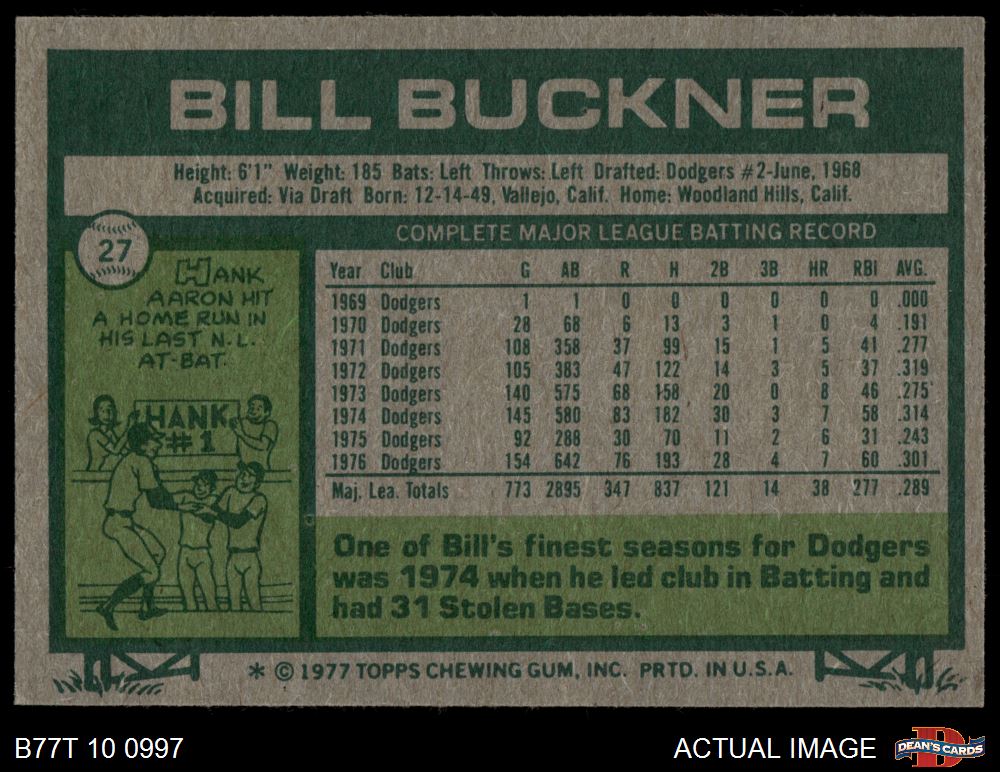 BILL BUCKNER
Height: 6'1" Weight: 185 Bats: Left Throws: Left Drafted: Dodgers #2-June, 1968
Acquired: Via Draft Born: 12-14-49, Vallejo, Calif. Home: Woodland Hills, Calif.
27
HANK
AARON HIT
A HOME RUN IN
HIS LAST N.L.
AT-BAT.
HANK
#1
COMPLETE MAJOR LEAGUE BATTING RECORD
Year Club G AB R H 2B 3B HR RBI AVG.
1969 Dodgers 1 1 0 0 0 0 0 0 .000
1970 Dodgers 28 68 6 13 3 1 0 4 .191
1971 Dodgers 108 358 37 99 15 1 5 41 .277
1972 Dodgers 105 383 47 122 14 3 5 37 .319
1973 Dodgers 140 575 68 158 20 0 8 46 .275
1974 Dodgers 145 580 83 182 30 3 7 58 .314
1975 Dodgers 92 288 30 70 11 2 6 31 .243
1976 Dodgers 154 642 76 193 28 4 7 60 .301
Maj. Lea. Totals 773 2895 347 837 121 14 38 277 .289
One of Bill's finest seasons for Dodgers
was 1974 when he led club in Batting and
had 31 Stolen Bases.
* © 1977 TOPPS CHEWING GUM, INC. PRTD. IN U.S.A.
B77T 10 0997
ACTUAL IMAGE
D
DEAN'S CARDS